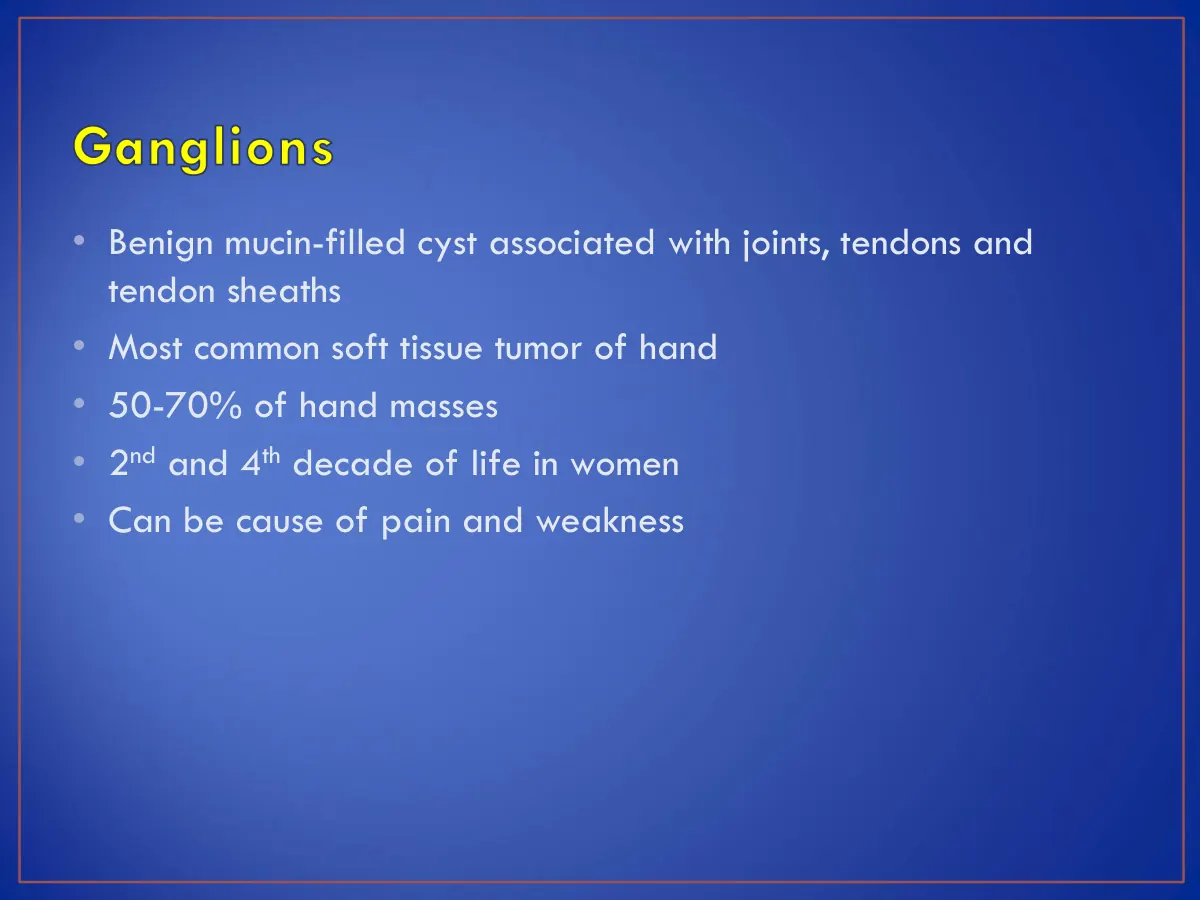 Ganglions
• Benign mucin-filled cyst associated with joints, tendons and
tendon sheaths
• Most common soft tissue tumor of hand
• 50-70% of hand masses
• 2nd and 4th decade of life in women
• Can be cause of pain and weakness